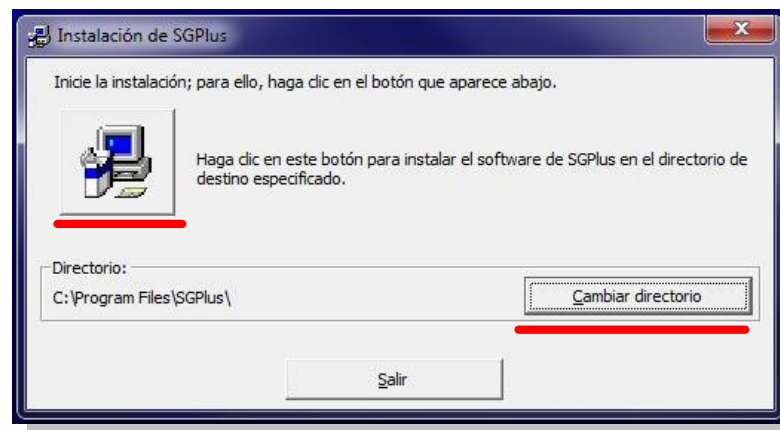 Instalación de SGPlus
Inicie la instalación; para ello, haga clic en el botón que aparece abajo.
Haga clic en este botón para instalar el software de SGPlus en el directorio de
destino especificado.
Directorio:
C:\Program Files\SGPlus\
Cambiar directorio
Salir